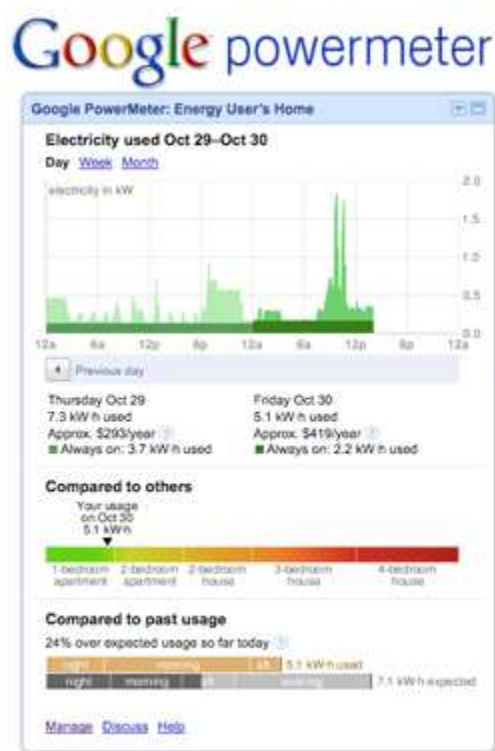 Google powermeter
Google PowerMeter: Energy User's Home
Electricity used Oct 29–Oct 30
Day Week Month
electricity in kW
2.0
1.5
1.0
0.5
0.0
12a 6a 12p 6p 12a 6a 12p 6p 12a
Previous day
Thursday Oct 29
7.3 kW·h used
Approx. $293/year ?
Always on: 3.7 kW·h used
Friday Oct 30
5.1 kW·h used
Approx. $419/year ?
Always on: 2.2 kW·h used
Compared to others
Your usage
on Oct 30
5.1 kW·h
1-bedroom apartment
2-bedroom apartment
2-bedroom house
3-bedroom house
4-bedroom house
Compared to past usage
24% over expected usage so far today ?
night morning aft 5.1 kW·h used
night morning aft evening 7.1 kW·h expected
Manage Discuss Help